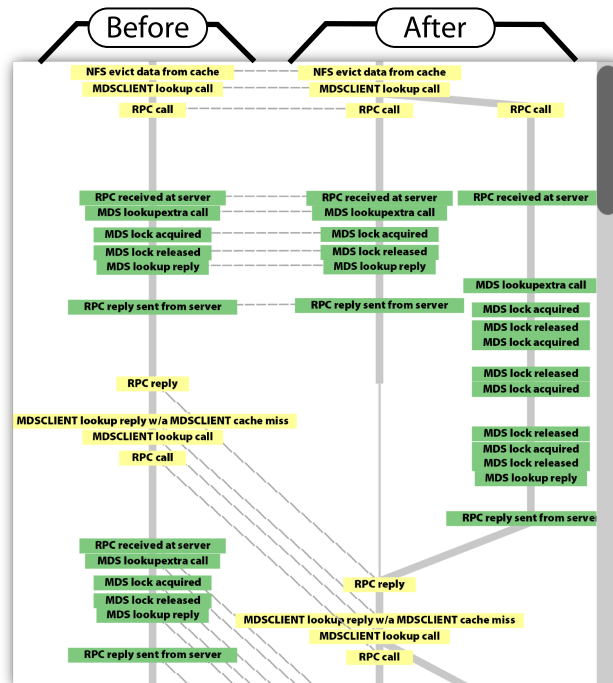 Before
After
NFS evict data from cache
NFS evict data from cache
MDSCLIENT lookup call
MDSCLIENT lookup call
RPC call
RPC call
RPC call
RPC received at server
RPC received at server
RPC received at server
MDS lookupextra call
MDS lookupextra call
MDS lock acquired
MDS lock acquired
MDS lock released
MDS lock released
MDS lookup reply
MDS lookup reply
MDS lookupextra call
RPC reply sent from server
RPC reply sent from server
MDS lock acquired
MDS lock released
MDS lock acquired
MDS lock released
RPC reply
MDS lock acquired
MDSCLIENT lookup reply w/a MDSCLIENT cache miss
MDSCLIENT lookup call
MDS lock released
MDS lock acquired
RPC call
MDS lock released
MDS lookup reply
RPC reply sent from server
RPC received at server
MDS lookupextra call
MDS lock acquired
RPC reply
MDS lock released
MDS lookup reply
MDSCLIENT lookup reply w/a MDSCLIENT cache miss
MDSCLIENT lookup call
RPC reply sent from server
RPC call